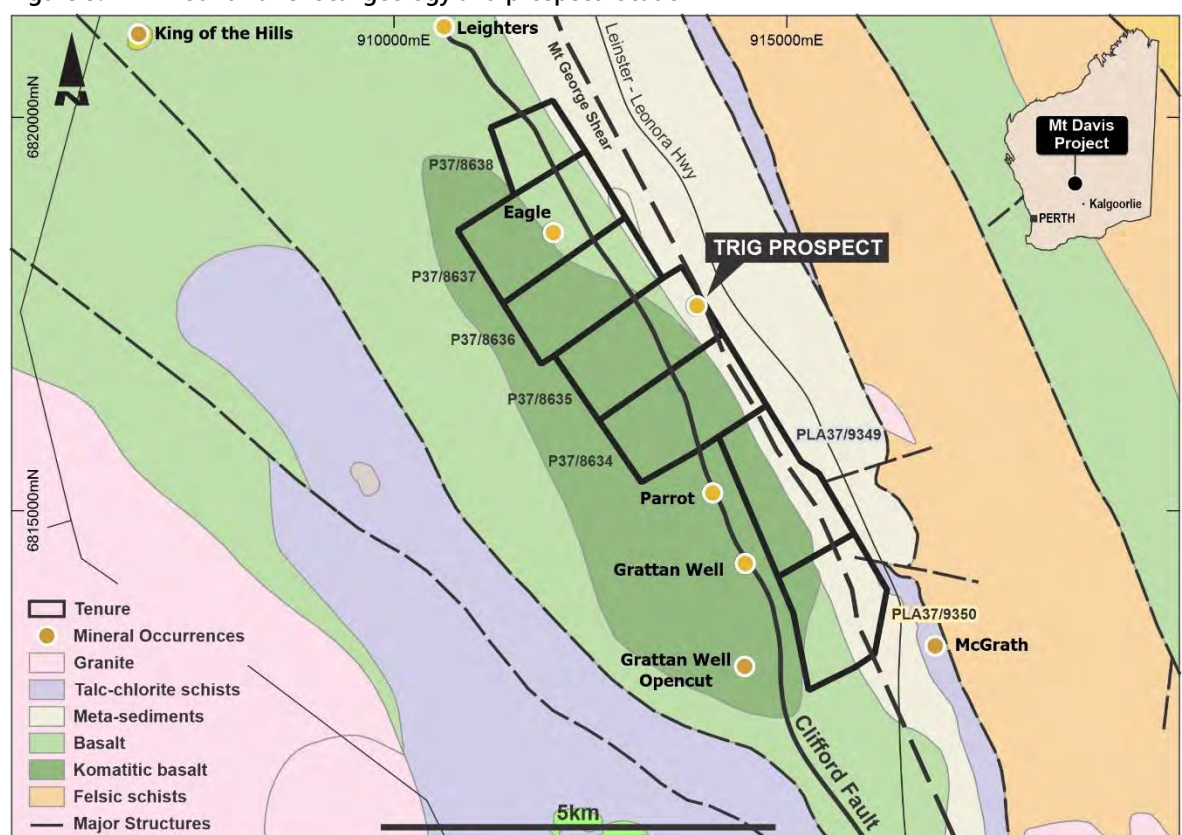 King of the Hills
Leighters
910000mE
915000mE
6820000mN
6815000mN
N
Mt George Shear
Leinster - Leonora Hwy
Mt Davis
Project
Kalgoorlie
PERTH
P37/8638
Eagle
TRIG PROSPECT
P37/8637
P37/8636
P37/8635
P37/8634
PLA37/9349
Parrot
Grattan Well
PLA37/9350
McGrath
Grattan Well
Opencut
Clifford Fault
Tenure
Mineral Occurrences
Granite
Talc-chlorite schists
Meta-sediments
Basalt
Komatitic basalt
Felsic schists
Major Structures
5km